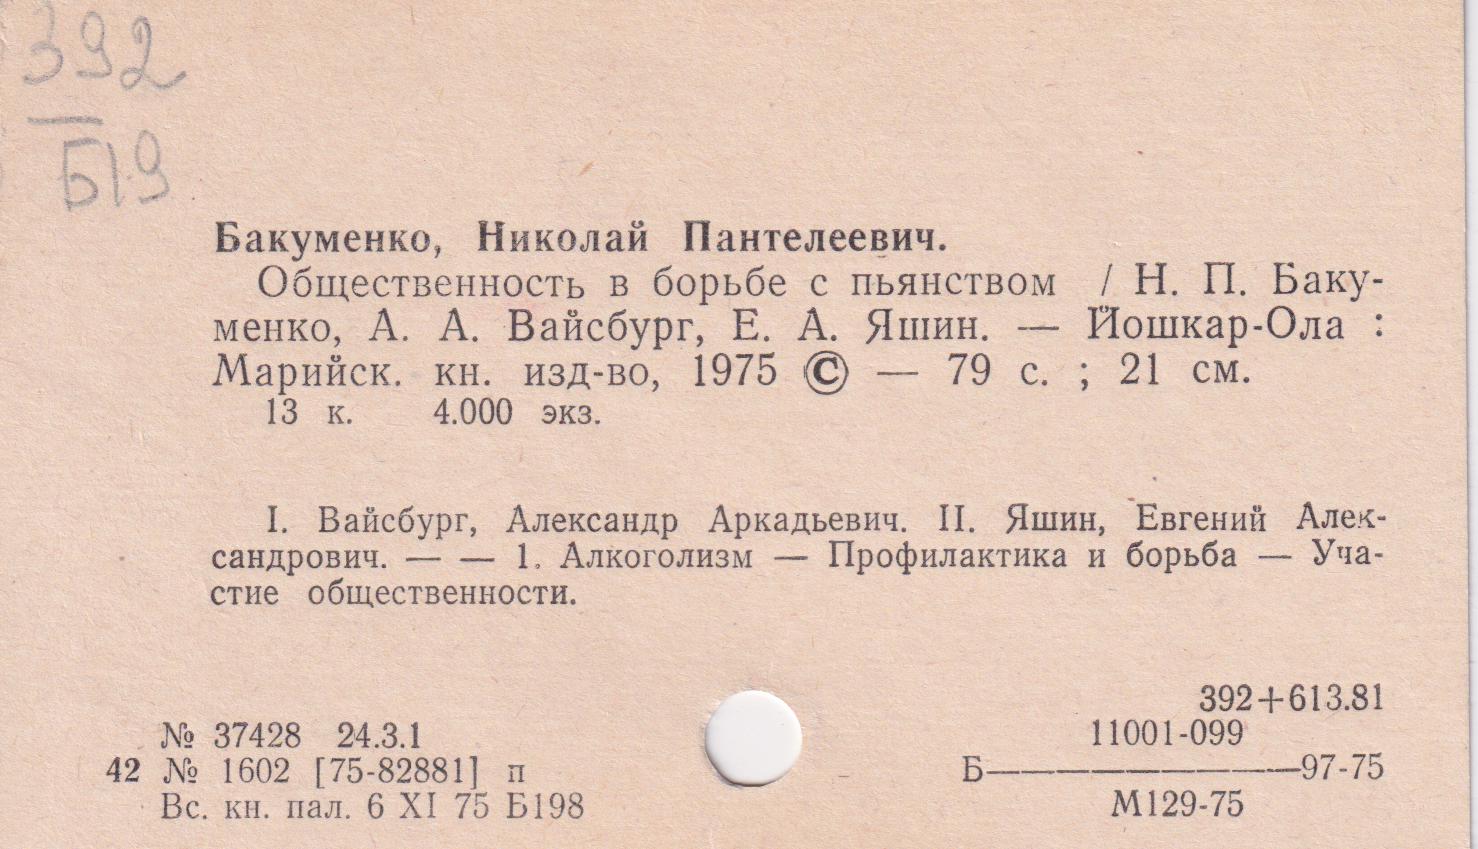 392
Б19
Бакуменко, Николай Пантелеевич.
Общественность в борьбе с пьянством / Н. П. Баку-
менко, А. А. Вайсбург, Е. А. Яшин. — Йошкар-Ола :
Марийск. кн. изд-во, 1975 © — 79 с. ; 21 см.
13 к. 4.000 экз.
I. Вайсбург, Александр Аркадьевич. II. Яшин, Евгений Алек-
сандрович. — — 1. Алкоголизм — Профилактика и борьба — Уча-
стие общественности.
392+613.81
№ 37428 24.3.1
11001-099
42 № 1602 [75-82881] п
Б—————————97-75
Вс. кн. пал. 6 XI 75 Б198
М129-75